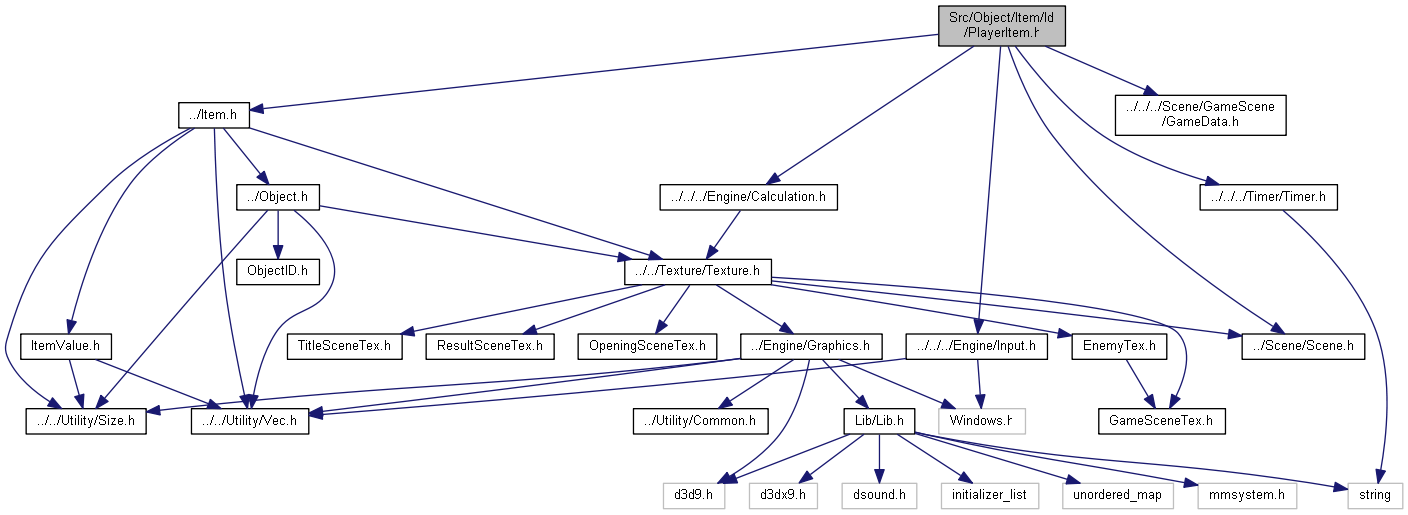 Src/Object/Item/Id
/PlayerItem.h
../../../Scene/GameScene
/GameData.h
../Item.h
../Object.h
../../../Engine/Calculation.h
../../../Timer/Timer.h
ObjectID.h
../../Texture/Texture.h
ItemValue.h
TitleSceneTex.h
ResultSceneTex.h
OpeningSceneTex.h
../Engine/Graphics.h
../../../Engine/Input.h
EnemyTex.h
../Scene/Scene.h
../../Utility/Size.h
../../Utility/Vec.h
../Utility/Common.h
Lib/Lib.h
Windows.h
GameSceneTex.h
d3d9.h
d3dx9.h
dsound.h
initializer_list
unordered_map
mmsystem.h
string